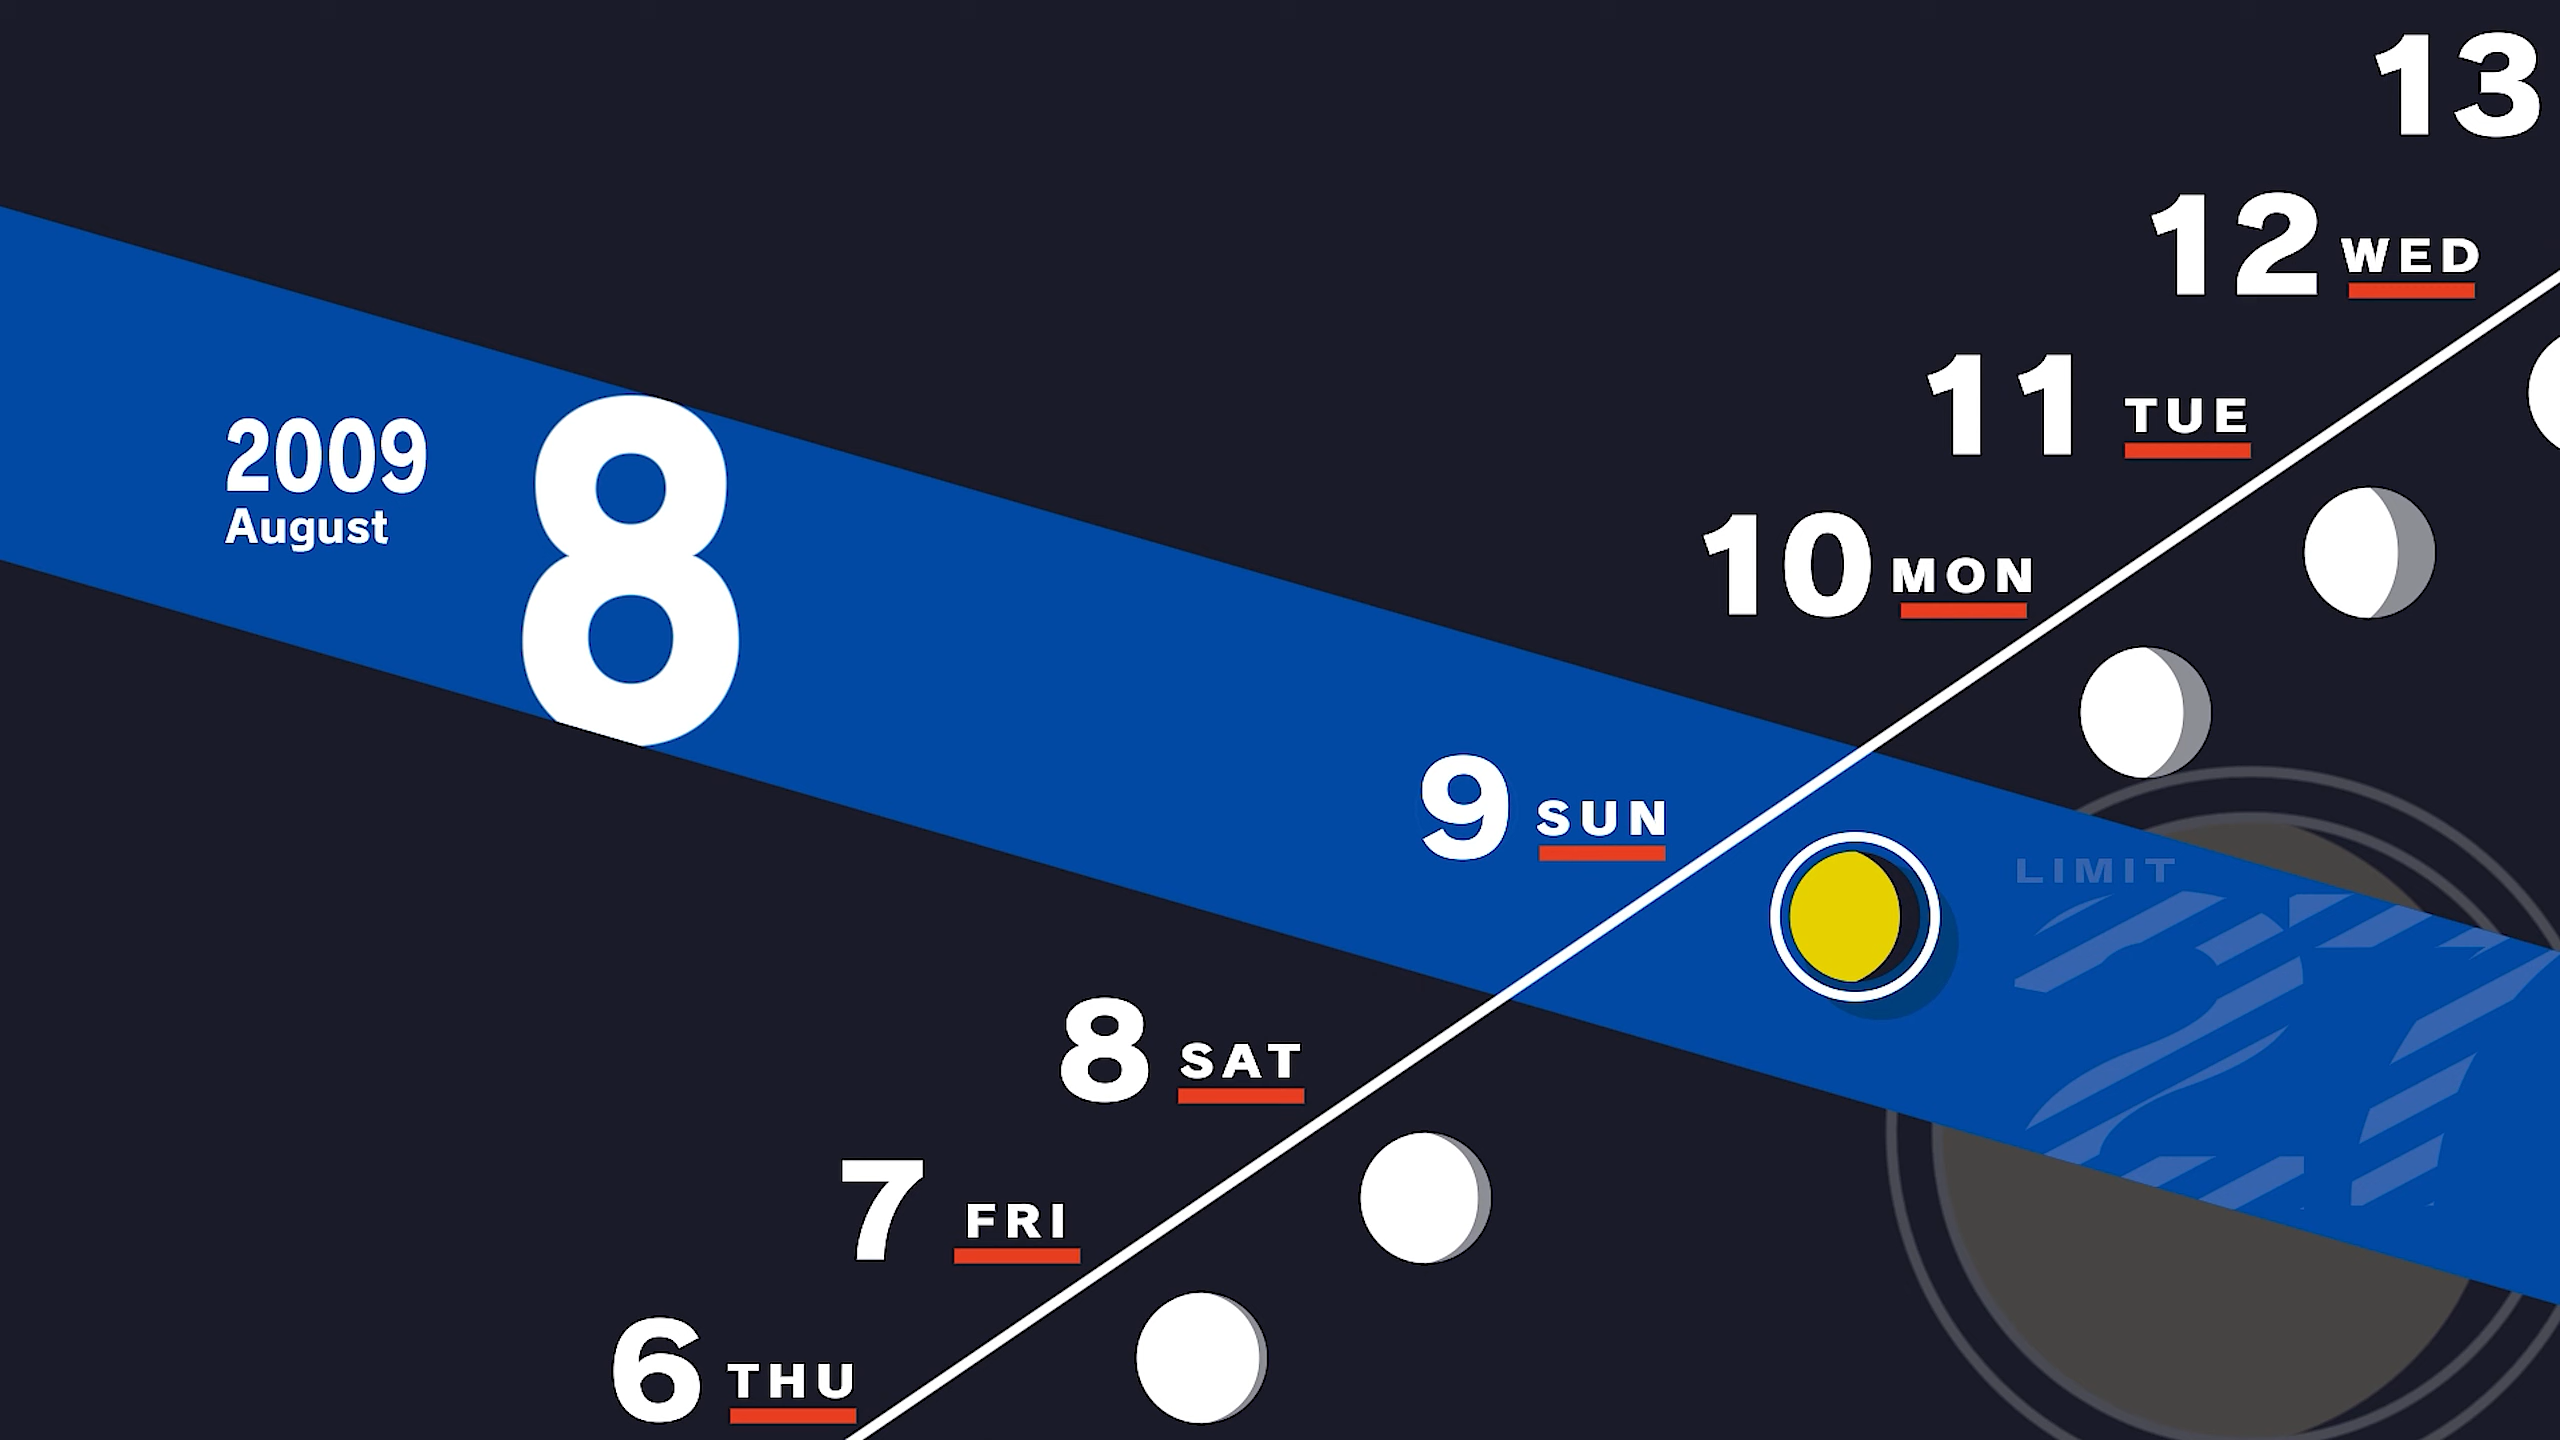 2009
August
8
13
12 WED
11 TUE
10 MON
9 SUN
8 SAT
7 FRI
6 THU
LIMIT
21